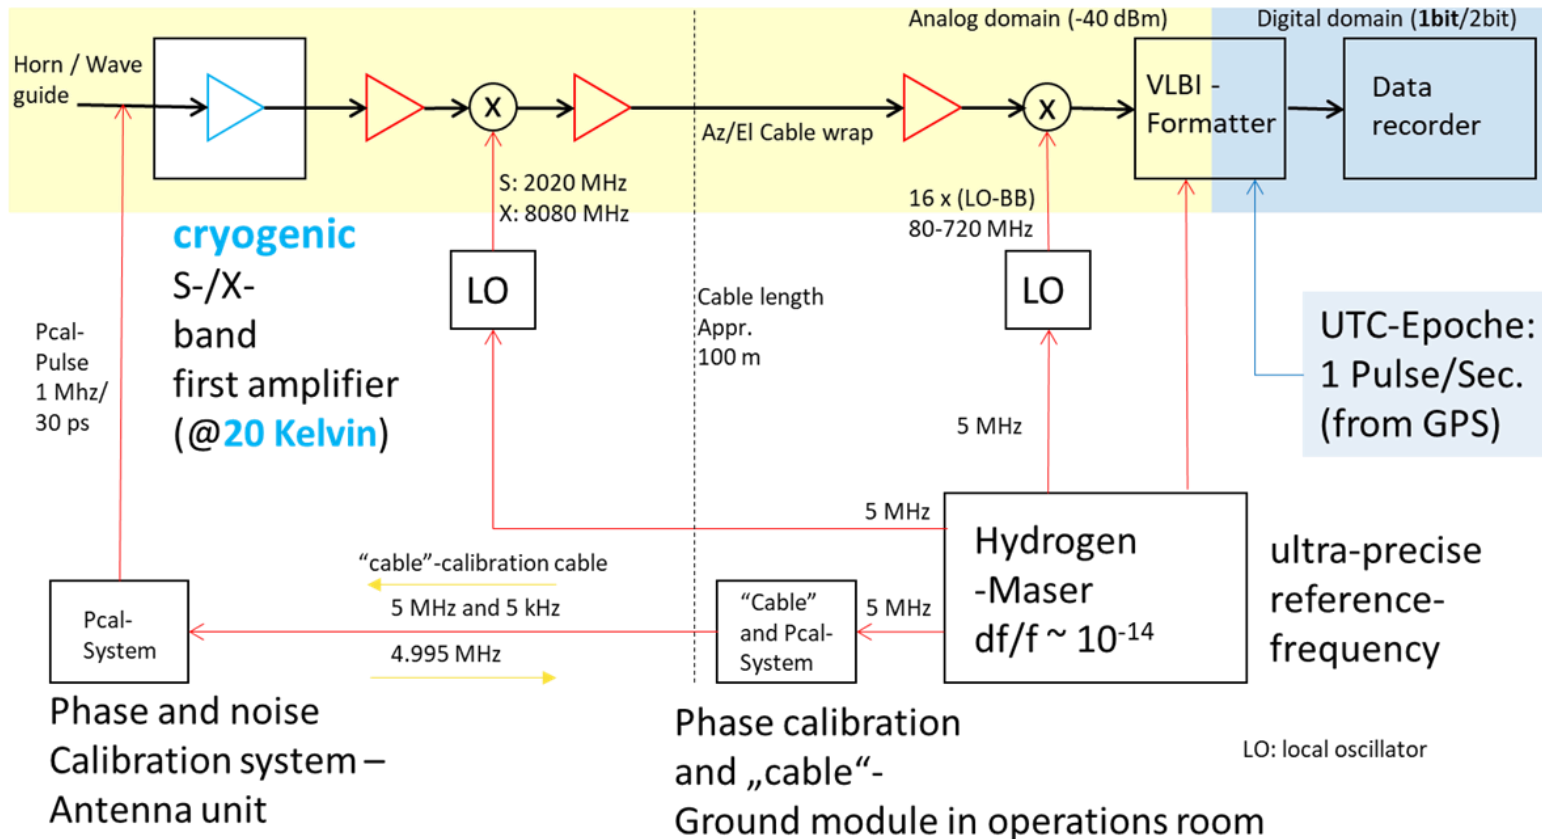 Analog domain (-40 dBm)
Digital domain (1bit/2bit)
Horn / Wave
guide
X
Az/El Cable wrap
X
VLBI -
Formatter
Data
recorder
S: 2020 MHz
X: 8080 MHz
16 x (LO-BB)
80-720 MHz
cryogenic
S-/X-
band
first amplifier
(@20 Kelvin)
LO
LO
Cable length
Appr.
100 m
Pcal-
Pulse
1 Mhz/
30 ps
UTC-Epoche:
1 Pulse/Sec.
(from GPS)
5 MHz
5 MHz
Hydrogen
-Maser
df/f ~ 10-14
ultra-precise
reference-
frequency
"cable"-calibration cable
5 MHz and 5 kHz
4.995 MHz
Pcal-
System
“Cable”
and Pcal-
System
5 MHz
Phase and noise
Calibration system –
Antenna unit
Phase calibration
and „cable“-
Ground module in operations room
LO: local oscillator